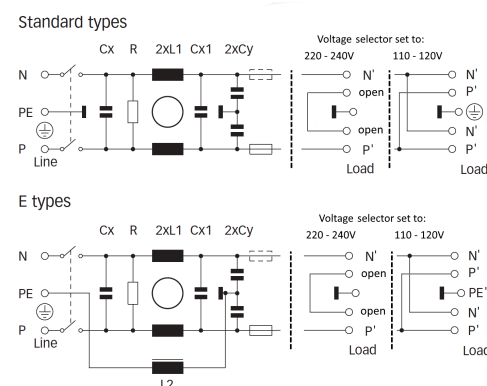 Standard types
Voltage selector set to:
Cx R 2xL1 Cx1 2xCy 220 - 240V 110 - 120V
N N' N'
open P'
PE
open N'
P P' P'
Line Load Load
E types
Voltage selector set to:
Cx R 2xL1 Cx1 2xCy 220 - 240V 110 - 120V
N N' N'
open P'
PE PE'
open N'
P P' P'
Line Load Load
L2